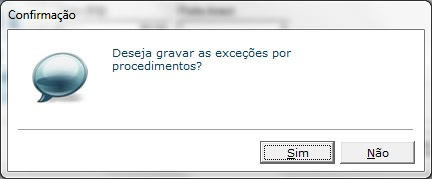 Confirmação
Deseja gravar as exceções por
procedimentos?
Sim
Não